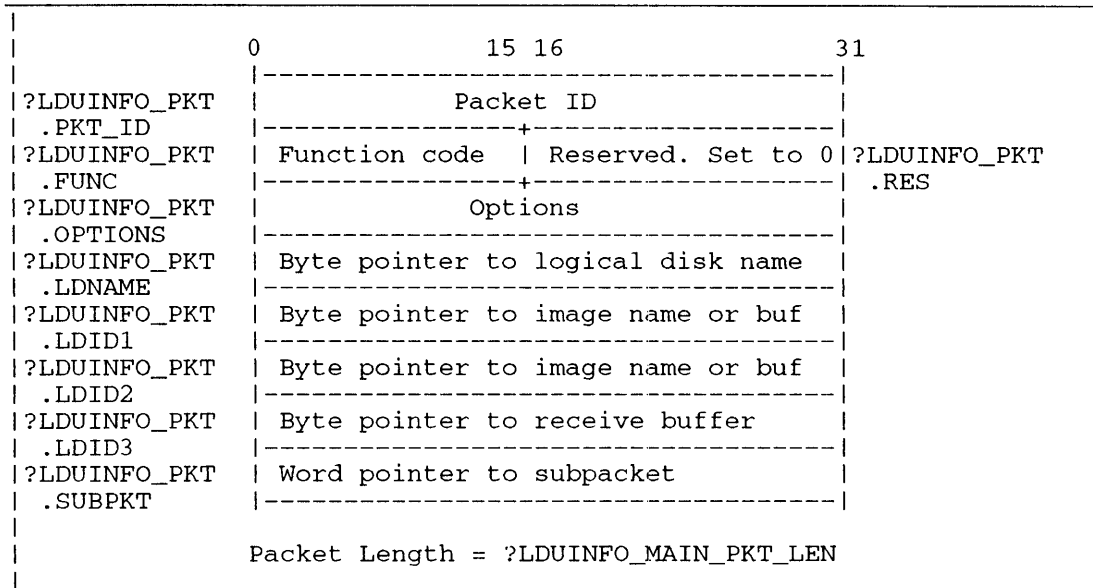 0 15 16 31
?LDUINFO_PKT Packet ID
.PKT_ID
?LDUINFO_PKT Function code | Reserved. Set to 0 ?LDUINFO_PKT
.FUNC .RES
?LDUINFO_PKT Options
.OPTIONS
?LDUINFO_PKT Byte pointer to logical disk name
.LDNAME
?LDUINFO_PKT Byte pointer to image name or buf
.LDID1
?LDUINFO_PKT Byte pointer to image name or buf
.LDID2
?LDUINFO_PKT Byte pointer to receive buffer
.LDID3
?LDUINFO_PKT Word pointer to subpacket
.SUBPKT
Packet Length = ?LDUINFO_MAIN_PKT_LEN